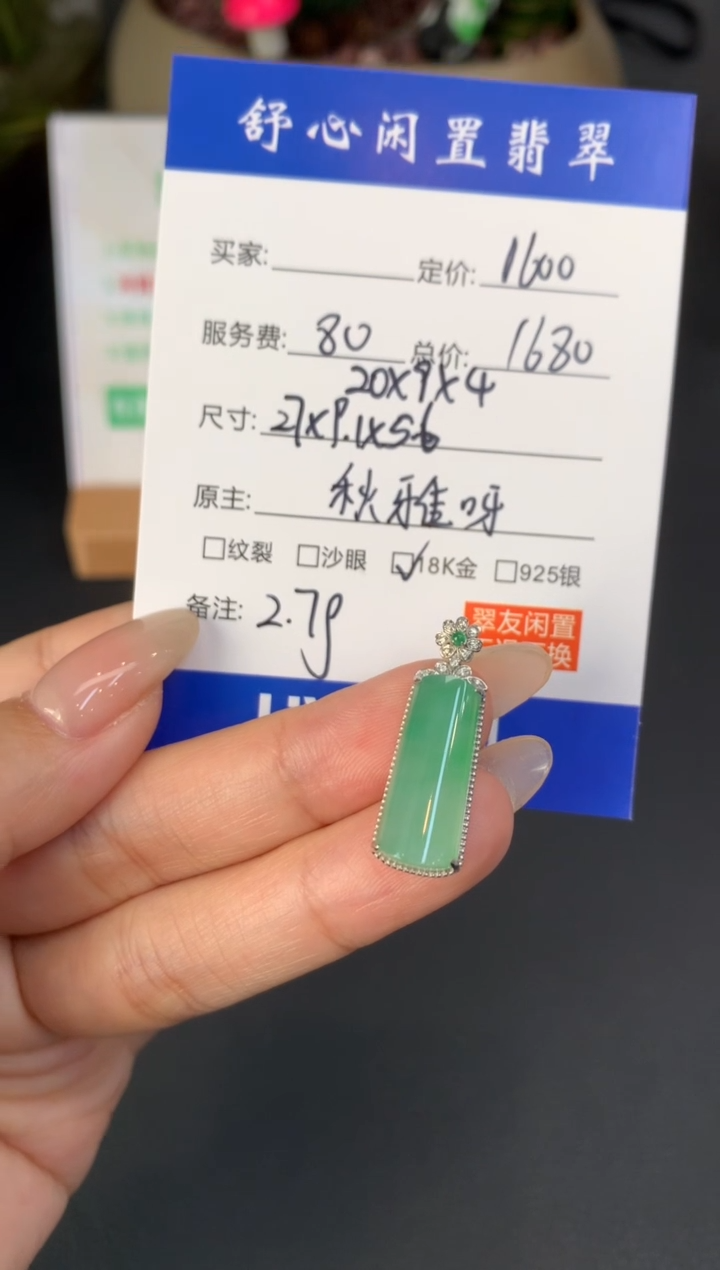 舒心闲置翡翠
买家: 定价: 1600
服务费: 80 总价: 1680
20x9x4
尺寸: 27x9.1x5.6
原主: 秋雅呀
□纹裂 □沙眼 ☑18K金 □925银
备注: 2.7g
翠友闲置
换